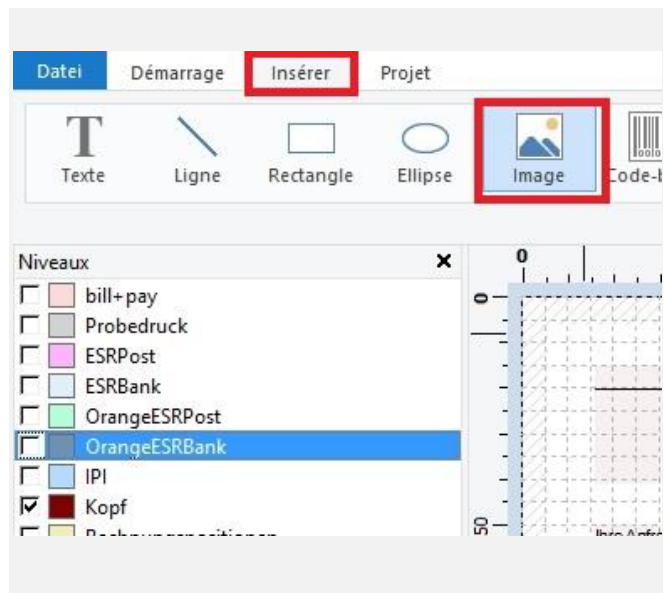 Datei Démarrage Insérer Projet
T
Texte Ligne Rectangle Ellipse Image Code-b
Niveaux
0
bill+pay
0
Probedruck
ESRPost
ESRBank
OrangeESRPost
OrangeESRBank
IPI
Kopf
50